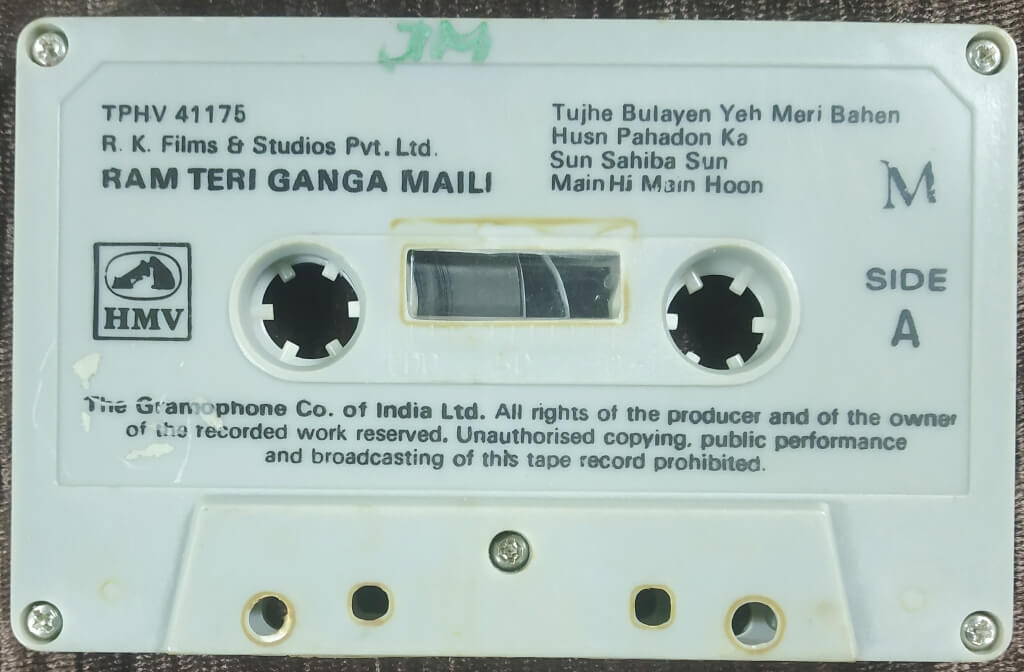 JM
TPHV 41175
R. K. Films & Studios Pvt. Ltd.
RAM TERI GANGA MAILI
Tujhe Bulayen Yeh Meri Bahen
Husn Pahadon Ka
Sun Sahiba Sun
Main Hi Main Hoon
M
SIDE
A
HMV
The Gramophone Co. of India Ltd. All rights of the producer and of the owner
of the recorded work reserved. Unauthorised copying, public performance
and broadcasting of this tape record prohibited.